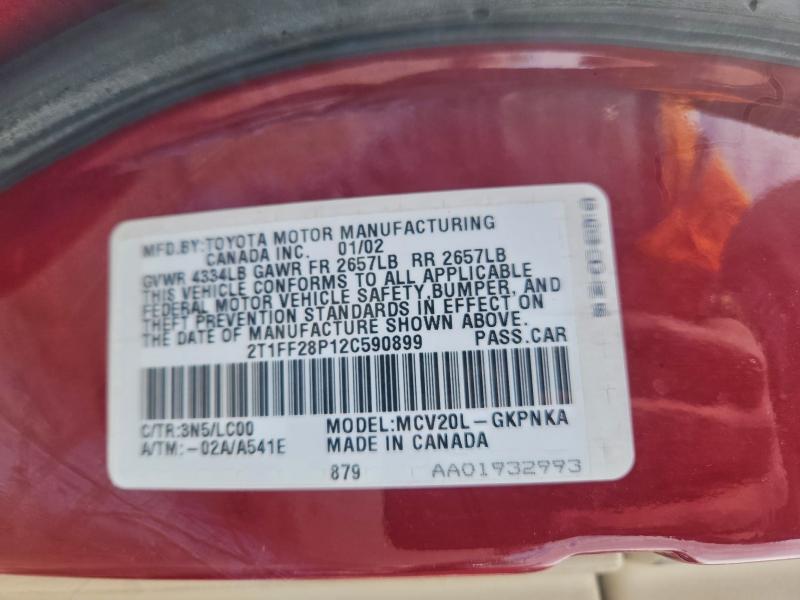 MFD.BY:TOYOTA MOTOR MANUFACTURING
CANADA INC. 01/02
GVWR 4334LB GAWR FR 2657LB RR 2657LB
THIS VEHICLE CONFORMS TO ALL APPLICABLE
FEDERAL MOTOR VEHICLE SAFETY BUMPER, AND
THEFT PREVENTION STANDARDS IN EFFECT ON
THE DATE OF MANUFACTURE SHOWN ABOVE.
2T1FF28P12C590899 PASS.CAR
C/TR:3N5/LC00 MODEL:MCV20L-GKPNKA
A/TM:-02A/A541E MADE IN CANADA
879 AA01932993